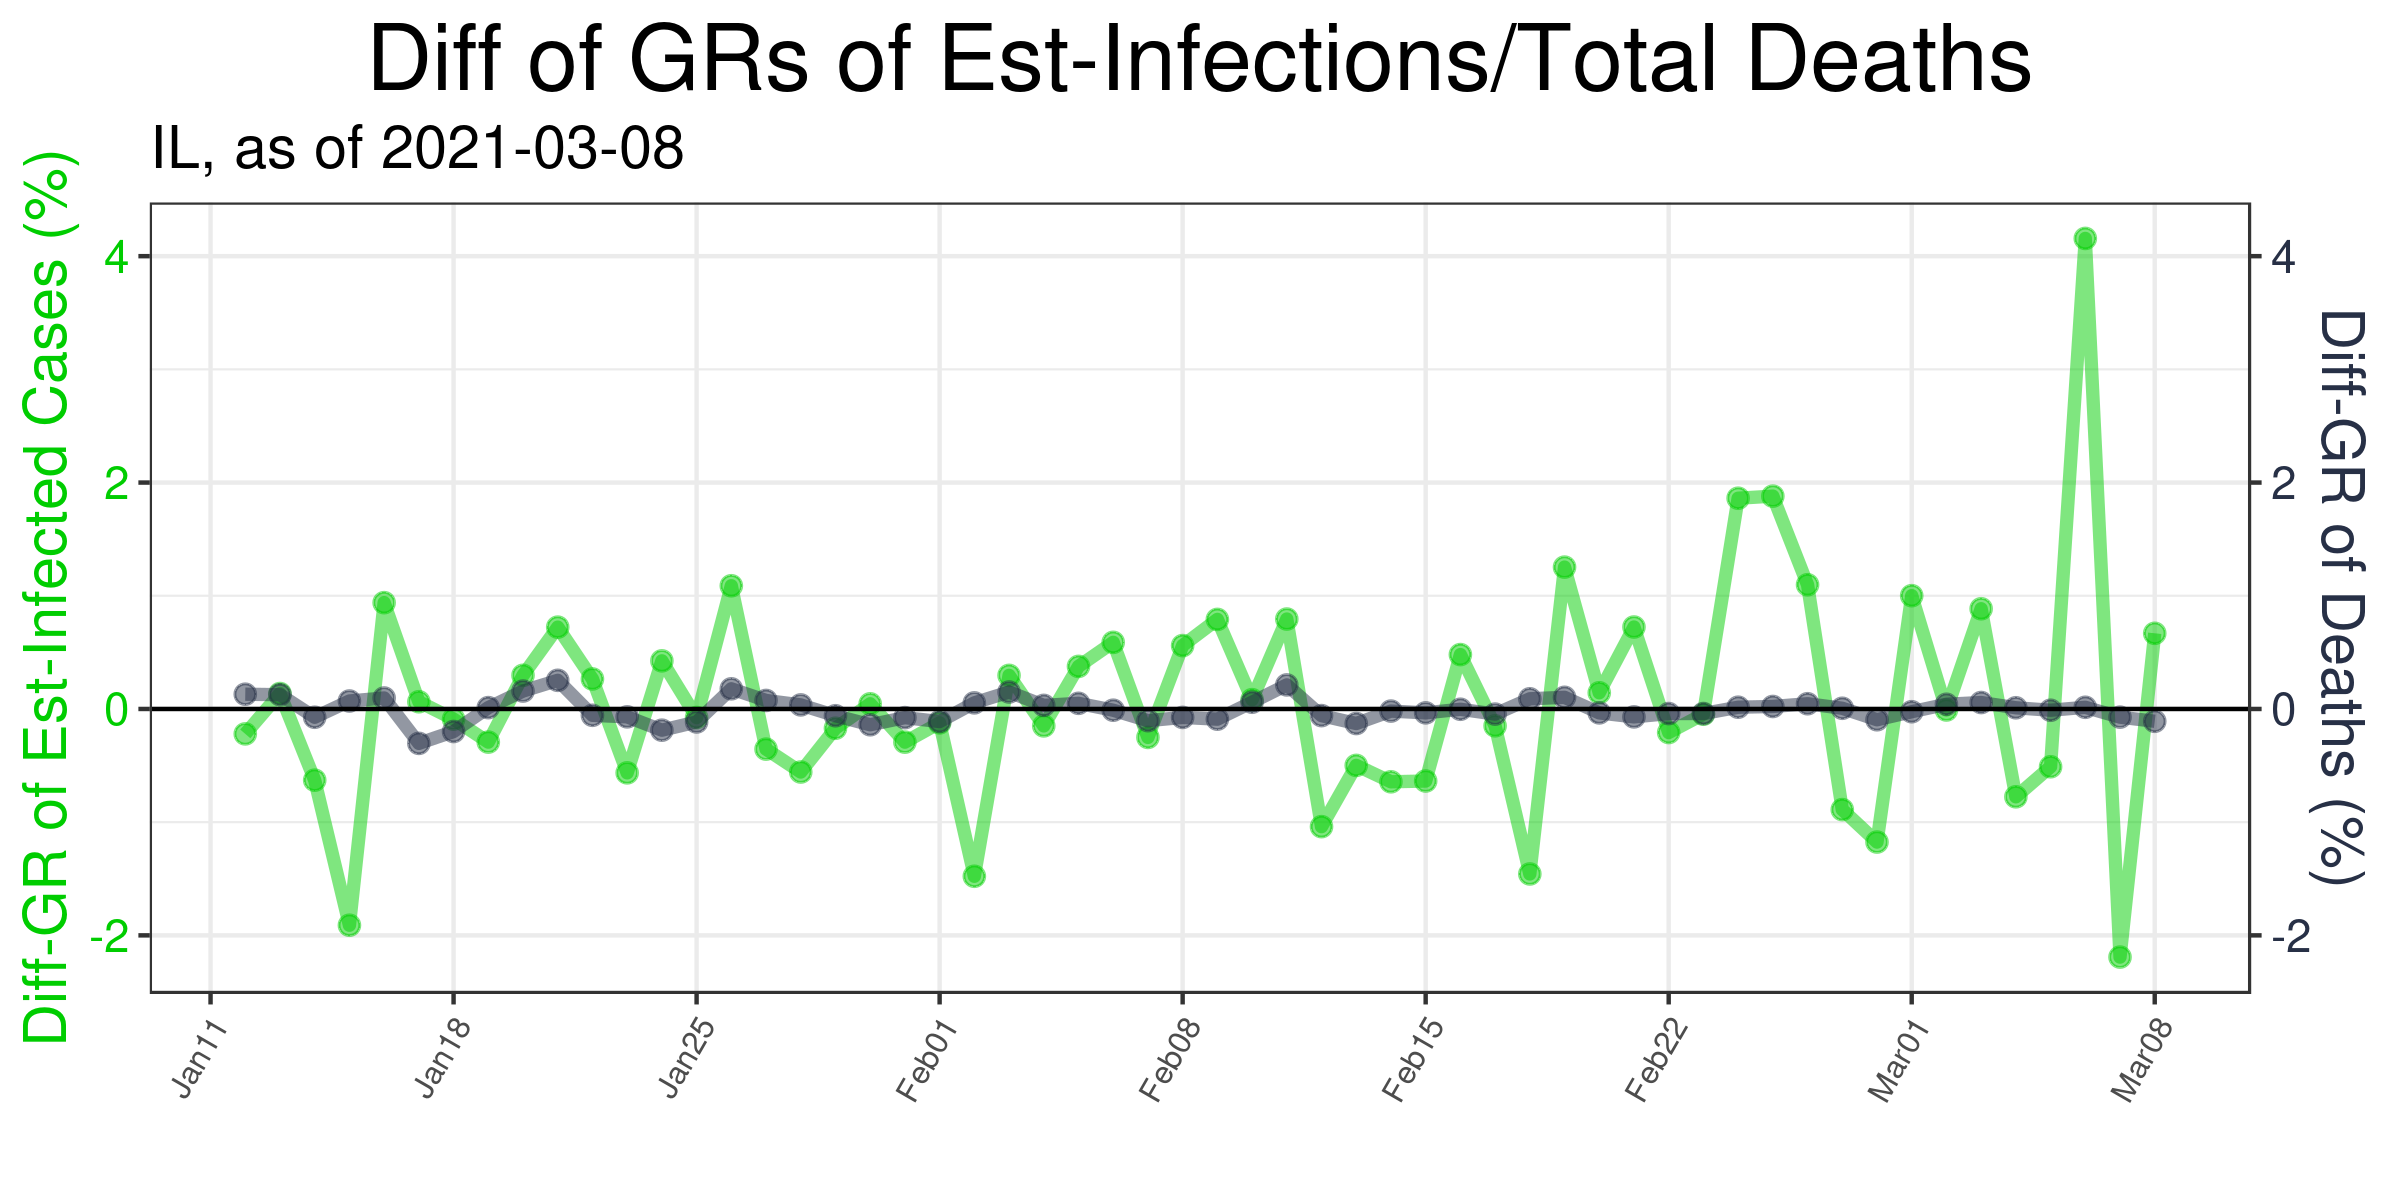 Diff of GRs of Est-Infections/Total Deaths
IL, as of 2021-03-08
Diff-GR of Est-Infected Cases (%)
4
2
0
-2
4
2
0
-2
Diff-GR of Deaths (%)
Jan11
Jan18
Jan25
Feb01
Feb08
Feb15
Feb22
Mar01
Mar08